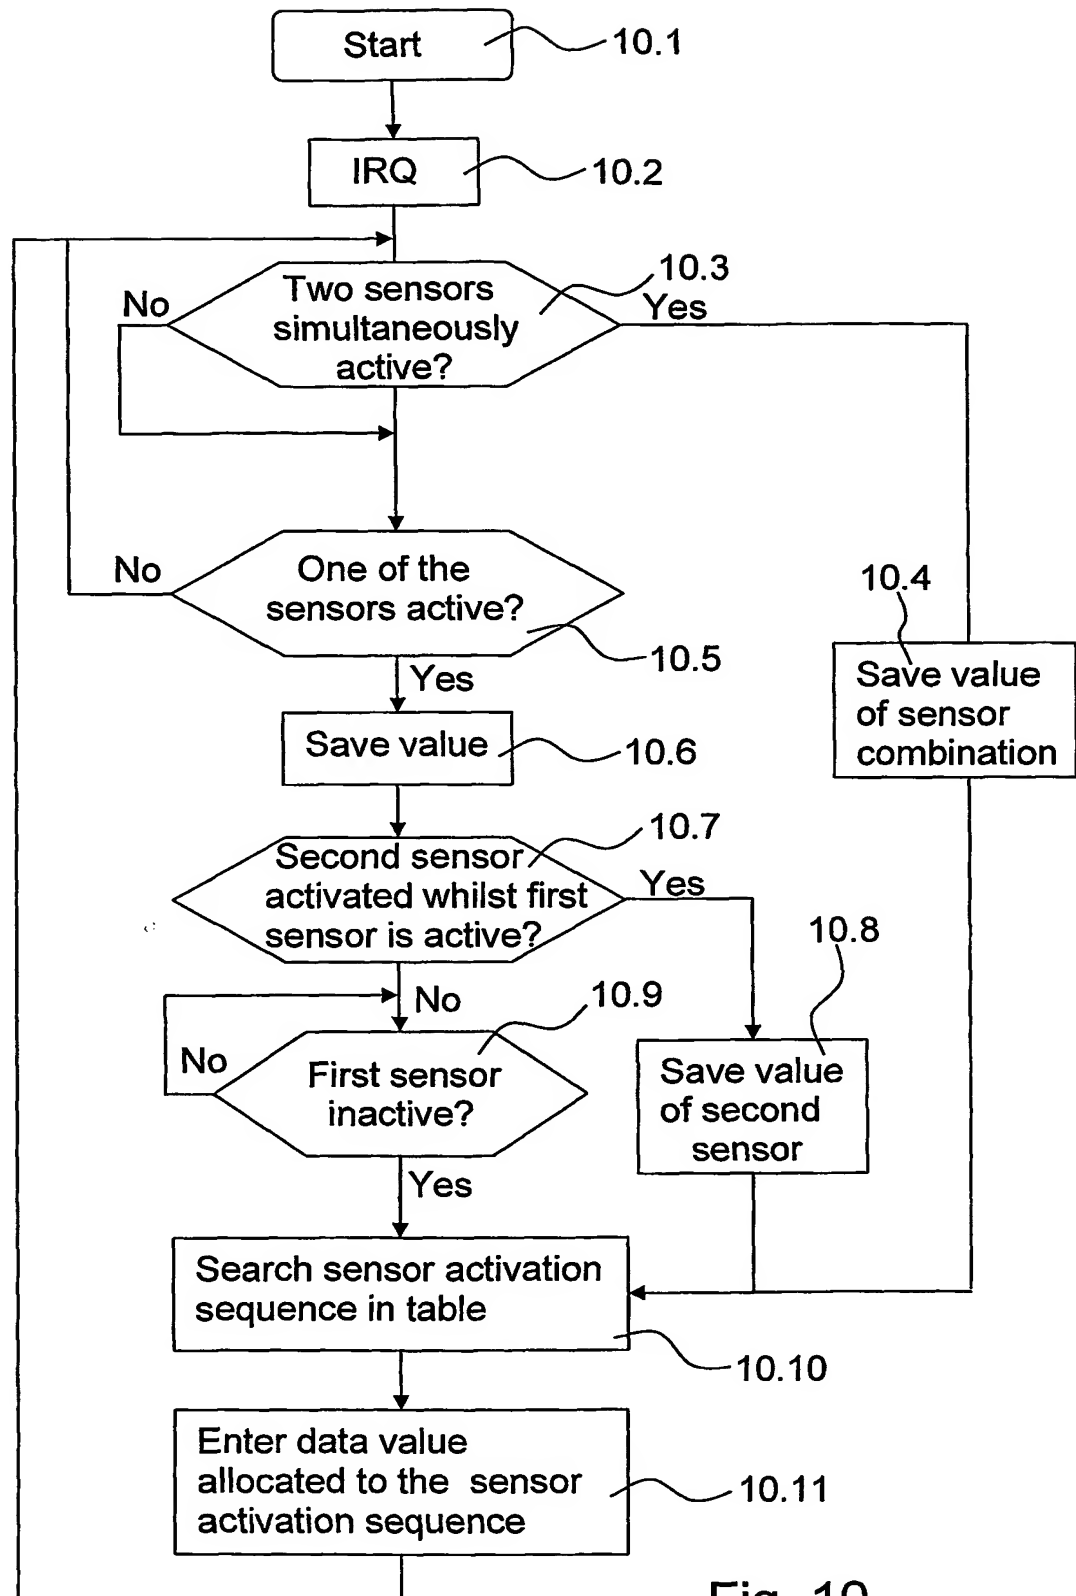 Start
10.1
IRQ
10.2
10.3
No
Two sensors
simultaneously
active?
Yes
No
One of the
sensors active?
10.5
10.4
Yes
Save value
of sensor
combination
Save value
10.6
10.7
Second sensor
activated whilst first
sensor is active?
Yes
10.8
No
10.9
No
First sensor
inactive?
Save value
of second
sensor
Yes
Search sensor activation
sequence in table
10.10
Enter data value
allocated to the sensor
activation sequence
10.11
Fig. 10